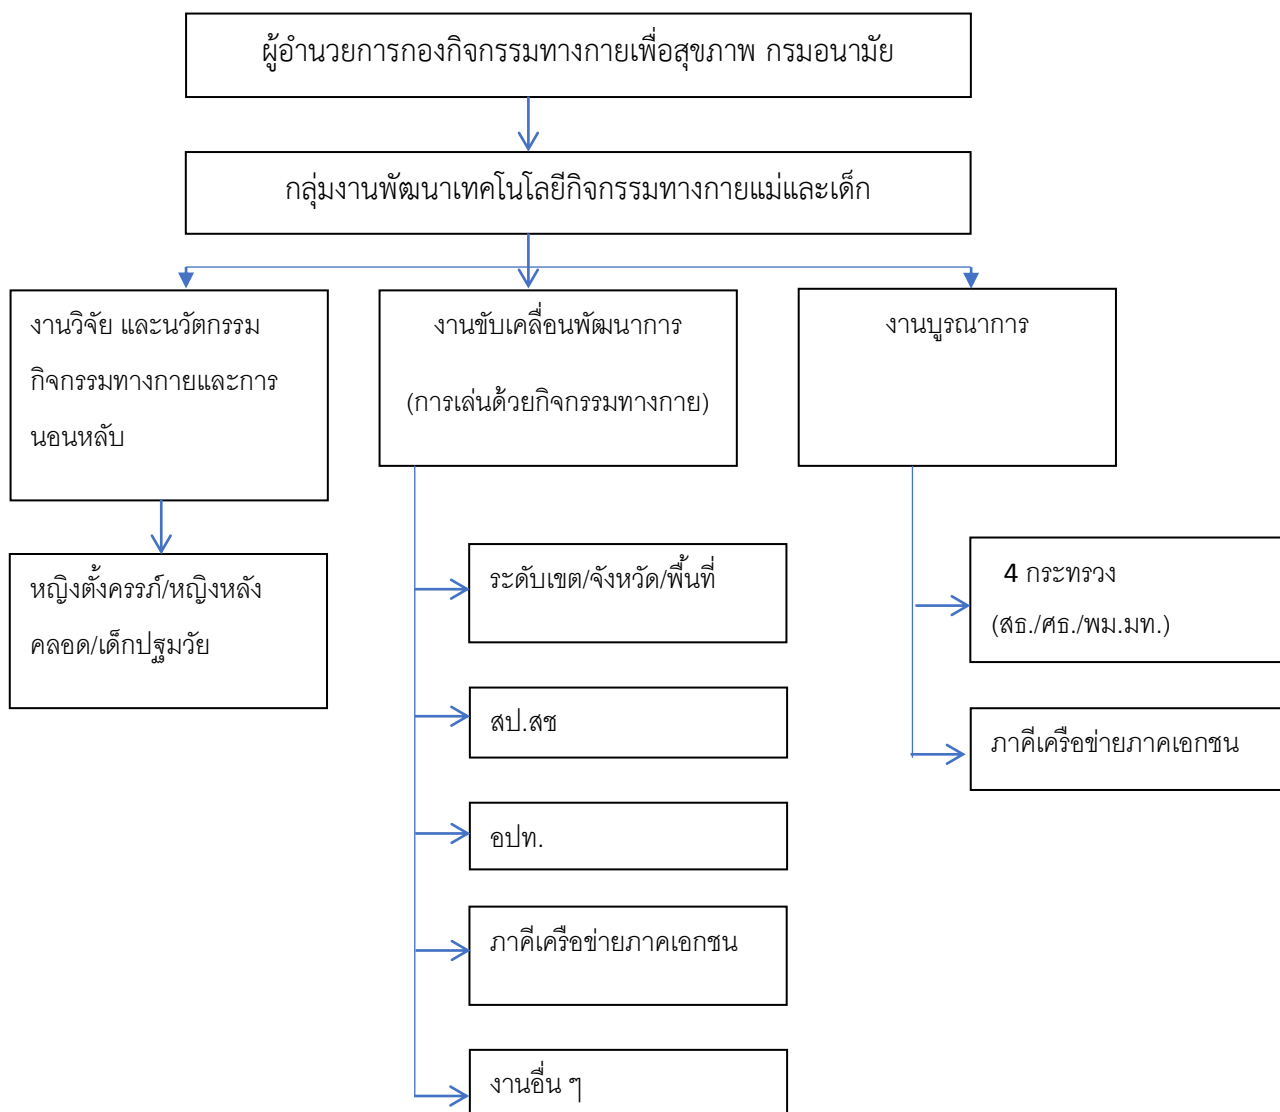 ผู้อำนวยการกองกิจกรรมทางกายเพื่อสุขภาพ กรมอนามัย
กลุ่มงานพัฒนาเทคโนโลยีกิจกรรมทางกายแม่และเด็ก
งานวิจัย และนวัตกรรม
กิจกรรมทางกายและการ
นอนหลับ
หญิงตั้งครรภ์/หญิงหลัง
คลอด/เด็กปฐมวัย
งานขับเคลื่อนพัฒนาการ
(การเล่นด้วยกิจกรรมทางกาย)
ระดับเขต/จังหวัด/พื้นที่
สป.สช
อปท.
ภาคีเครือข่ายภาคเอกชน
งานอื่น ๆ
งานบูรณาการ
4 กระทรวง
(สธ./ศธ./พม.มท.)
ภาคีเครือข่ายภาคเอกชน